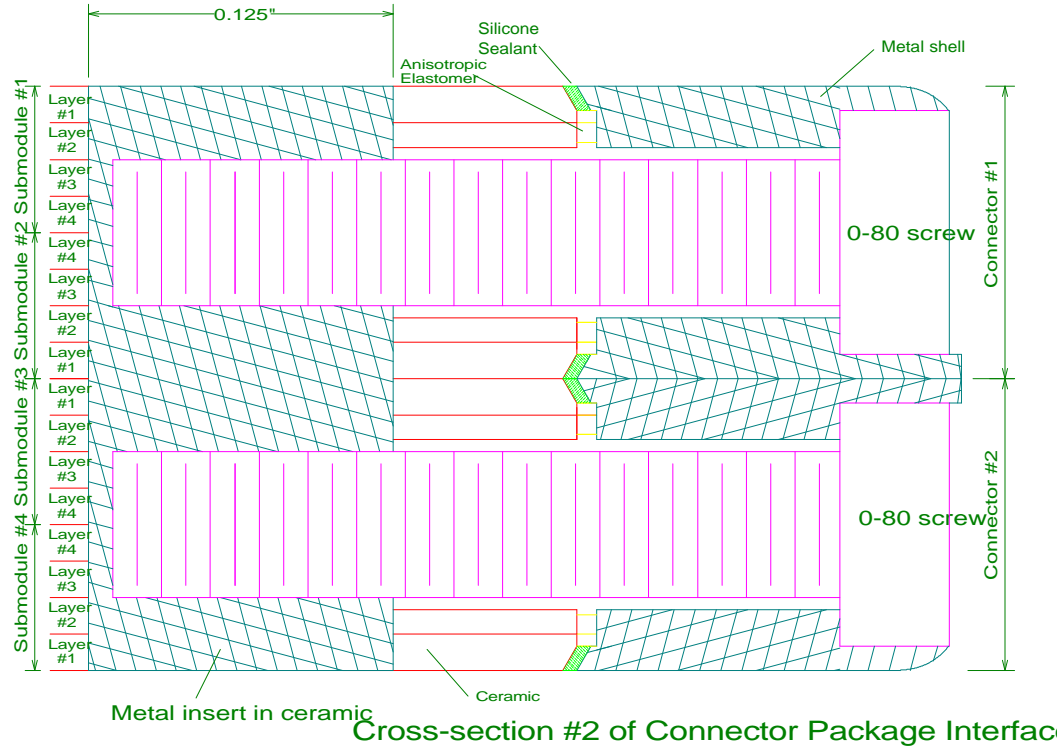 0.125"
Silicone
Sealant
Metal shell
Anisotropic
Elastomer
Submodule #1
Submodule #2
Submodule #3
Submodule #4
Layer
#1
Layer
#2
Layer
#3
Layer
#4
Layer
#4
Layer
#3
Layer
#2
Layer
#1
Layer
#1
Layer
#2
Layer
#3
Layer
#4
Layer
#4
Layer
#3
Layer
#2
Layer
#1
0-80 screw
Connector #1
0-80 screw
Connector #2
Ceramic
Metal insert in ceramic
Cross-section #2 of Connector Package Interfac